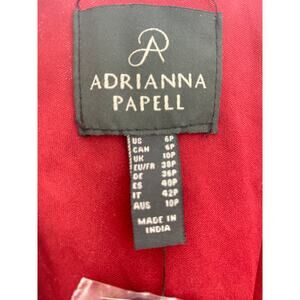 ADRIANNA
PAPELL
US 6P
CAN 6P
UK 10P
EU/FR 38P
DE 36P
ES 40P
IT 42P
AUS 10P
MADE IN
INDIA